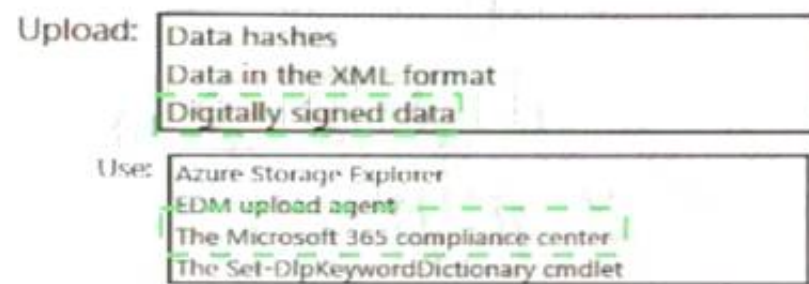 Upload:
Data hashes
Data in the XML format
Digitally signed data
Use:
Azure Storage Explorer
EDM upload agent
The Microsoft 365 compliance center
The Set-DlpKeywordDictionary cmdlet